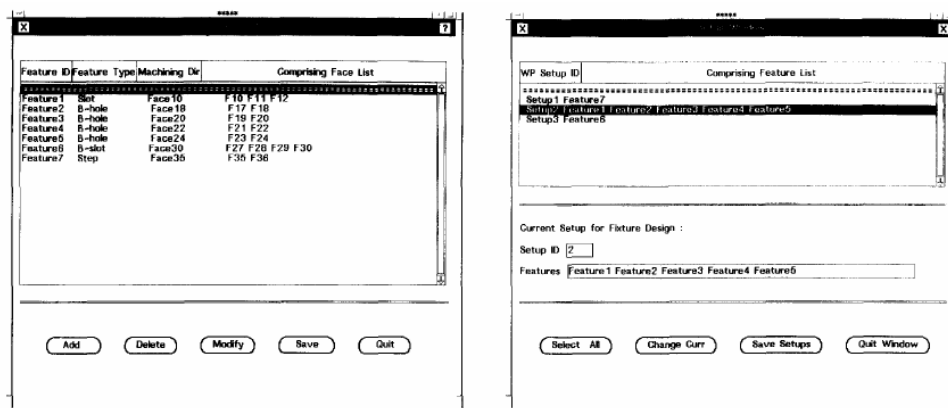 X
?
Feature ID Feature Type Machining Dir Comprising Face List
Feature1 Slot Face10 F10 F11 F12
Feature2 B-hole Face18 F17 F18
Feature3 B-hole Face20 F19 F20
Feature4 B-hole Face22 F21 F22
Feature5 B-hole Face24 F23 F24
Feature6 B-slot Face30 F27 F28 F29 F30
Feature7 Step Face35 F35 F36
Add Delete Modify Save Quit
X
X
WP Setup ID Comprising Feature List
Setup1 Feature7
Setup2 Feature1 Feature2 Feature3 Feature4 Feature5
Setup3 Feature6
Current Setup for Fixture Design :
Setup ID 2
Features Feature1 Feature2 Feature3 Feature4 Feature5
Select All Change Curr Save Setups Quit Window